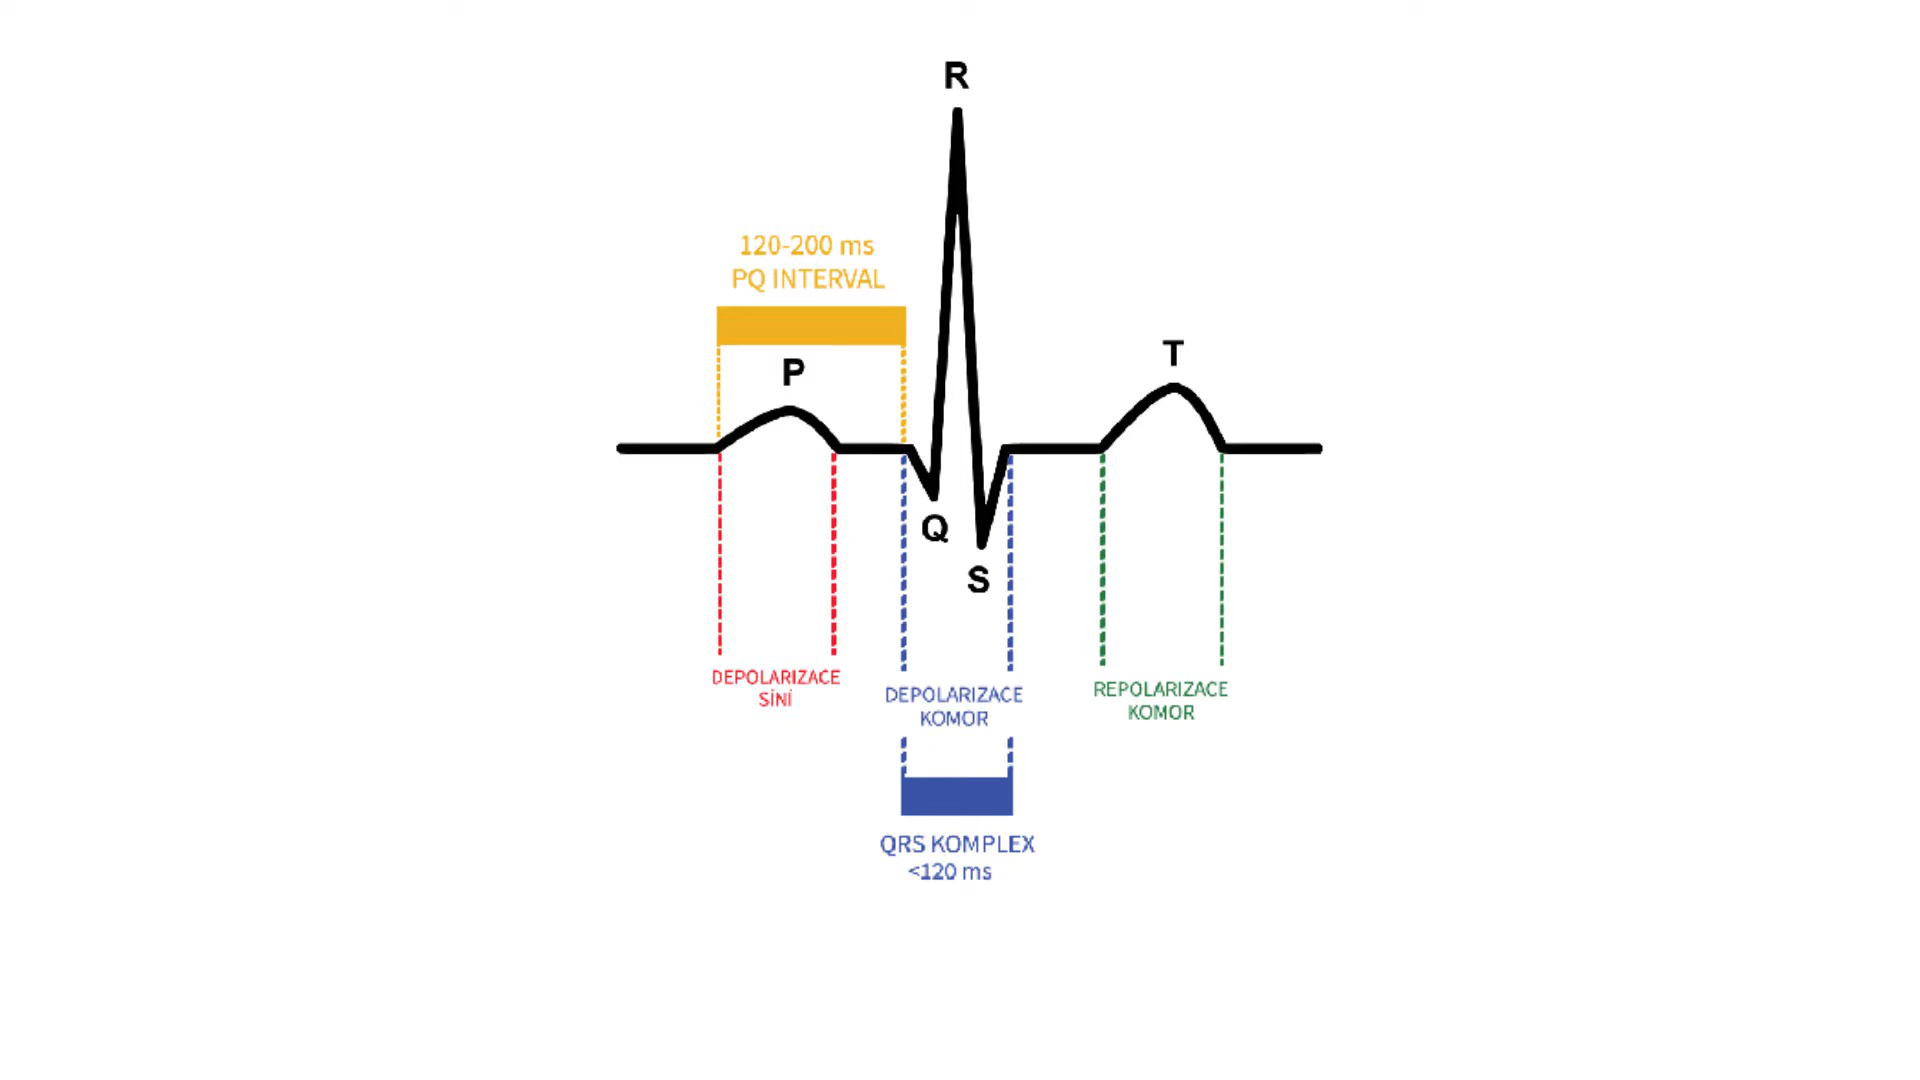 R
120-200 ms
PQ INTERVAL
P
T
Q
S
DEPOLARIZACE
SÍNÍ
DEPOLARIZACE
KOMOR
REPOLARIZACE
KOMOR
QRS KOMPLEX
<120 ms